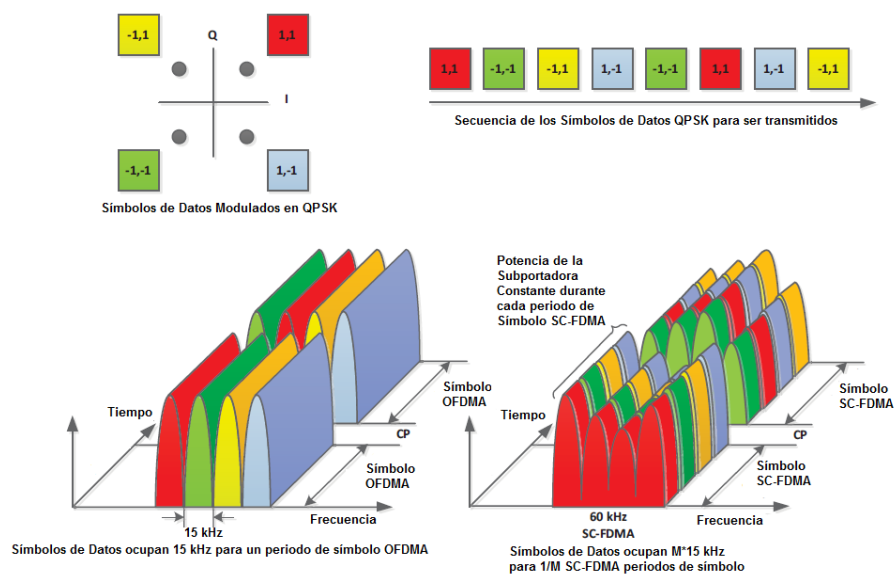 -1,1
Q
1,1
I
-1,-1
1,-1
Símbolos de Datos Modulados en QPSK
1,1
-1,-1
-1,1
1,-1
-1,-1
1,1
1,-1
-1,1
Secuencia de los Símbolos de Datos QPSK para ser transmitidos
Tiempo
Símbolo
OFDMA
CP
Símbolo
OFDMA
15 kHz
Frecuencia
Símbolos de Datos ocupan 15 kHz para un periodo de símbolo OFDMA
Potencia de la
Subportadora
Constante durante
cada periodo de
Símbolo SC-FDMA
Tiempo
Símbolo
SC-FDMA
CP
Símbolo
SC-FDMA
60 kHz
SC-FDMA
Frecuencia
Símbolos de Datos ocupan M*15 kHz
para 1/M SC-FDMA periodos de símbolo